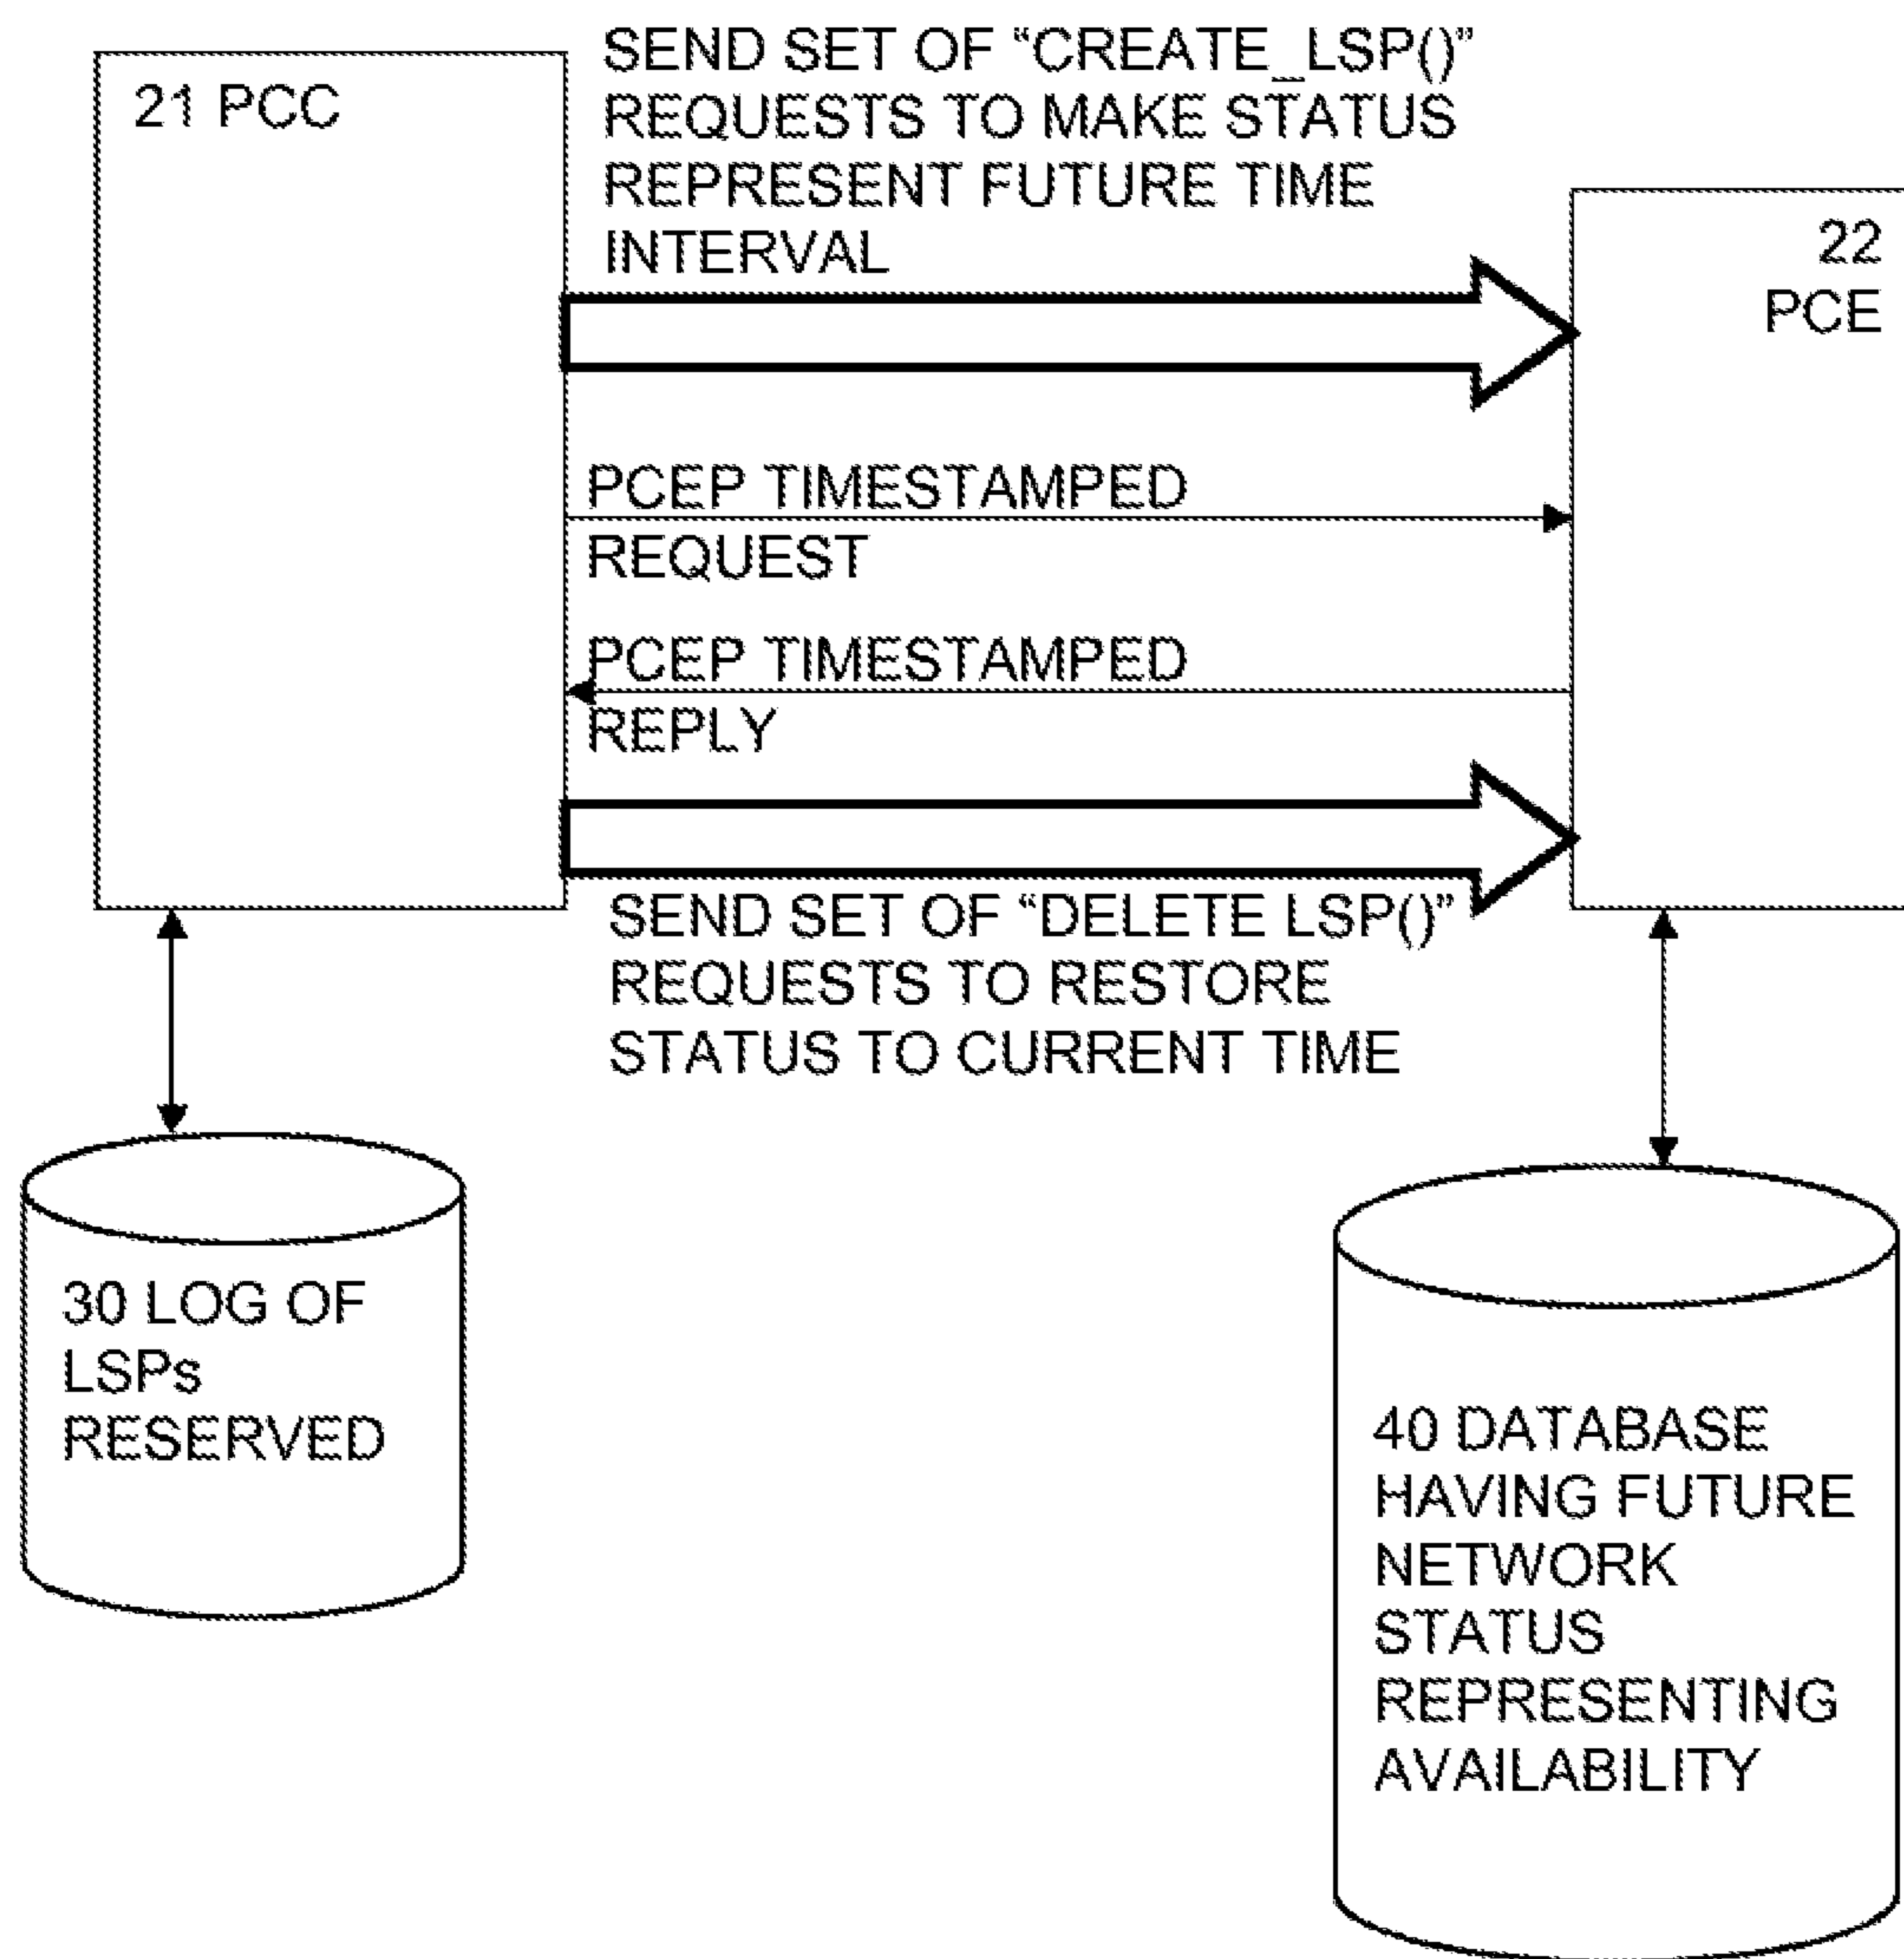 21 PCC
SEND SET OF “CREATE_LSP()”
REQUESTS TO MAKE STATUS
REPRESENT FUTURE TIME
INTERVAL
22
PCE
PCEP TIMESTAMPED
REQUEST
PCEP TIMESTAMPED
REPLY
SEND SET OF “DELETE LSP()”
REQUESTS TO RESTORE
STATUS TO CURRENT TIME
30 LOG OF
LSPs
RESERVED
40 DATABASE
HAVING FUTURE
NETWORK
STATUS
REPRESENTING
AVAILABILITY